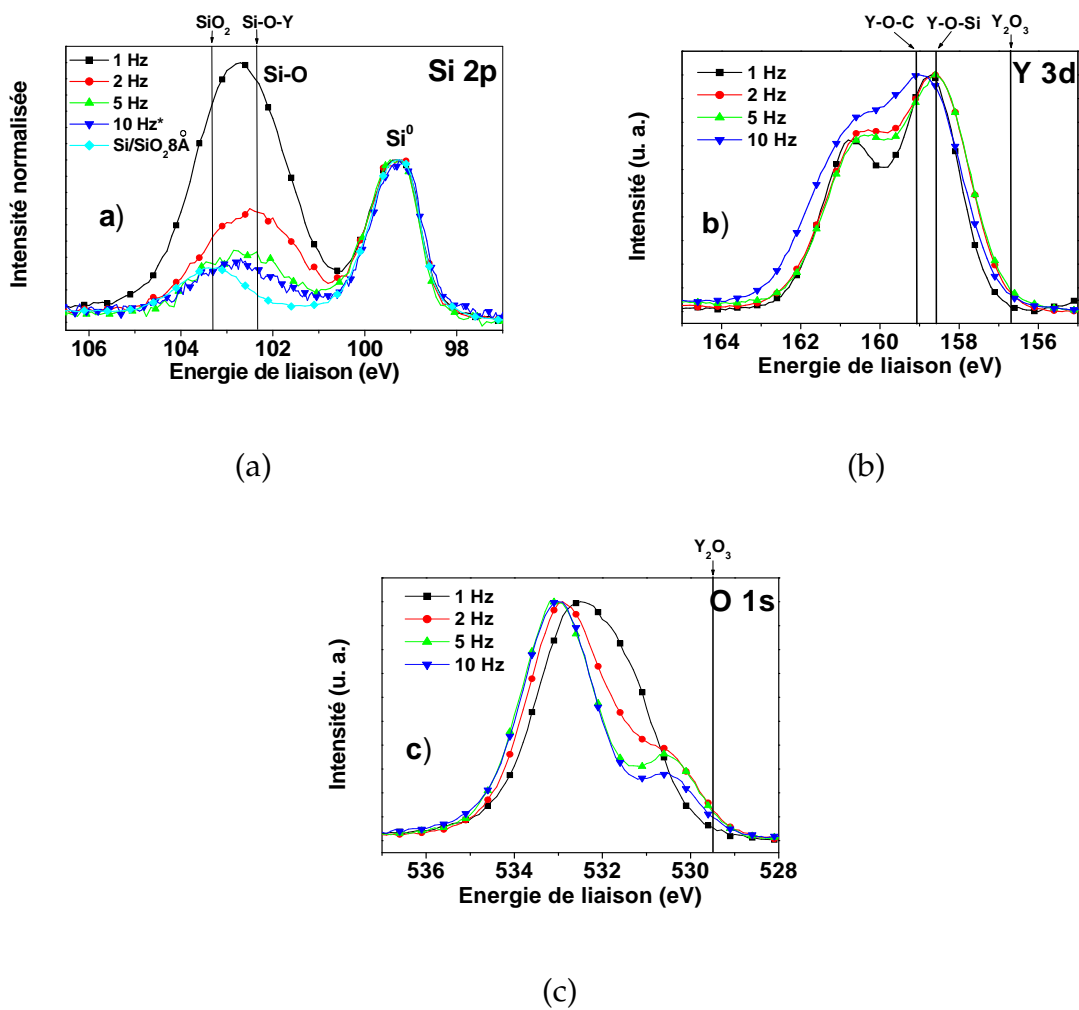 SiO2 Si-O-Y
1 Hz
2 Hz
5 Hz
10 Hz*
Si/SiO2 8Å
Si-O
Si 2p
Si0
a)
Intensité normalisée
106 104 102 100 98
Energie de liaison (eV)
(a)
Y-O-C Y-O-Si Y2O3
1 Hz
2 Hz
5 Hz
10 Hz
Y 3d
b)
Intensité (u. a.)
164 162 160 158 156
Energie de liaison (eV)
(b)
Y2O3
1 Hz
2 Hz
5 Hz
10 Hz
O 1s
c)
Intensité (u. a.)
536 534 532 530 528
Energie de liaison (eV)
(c)